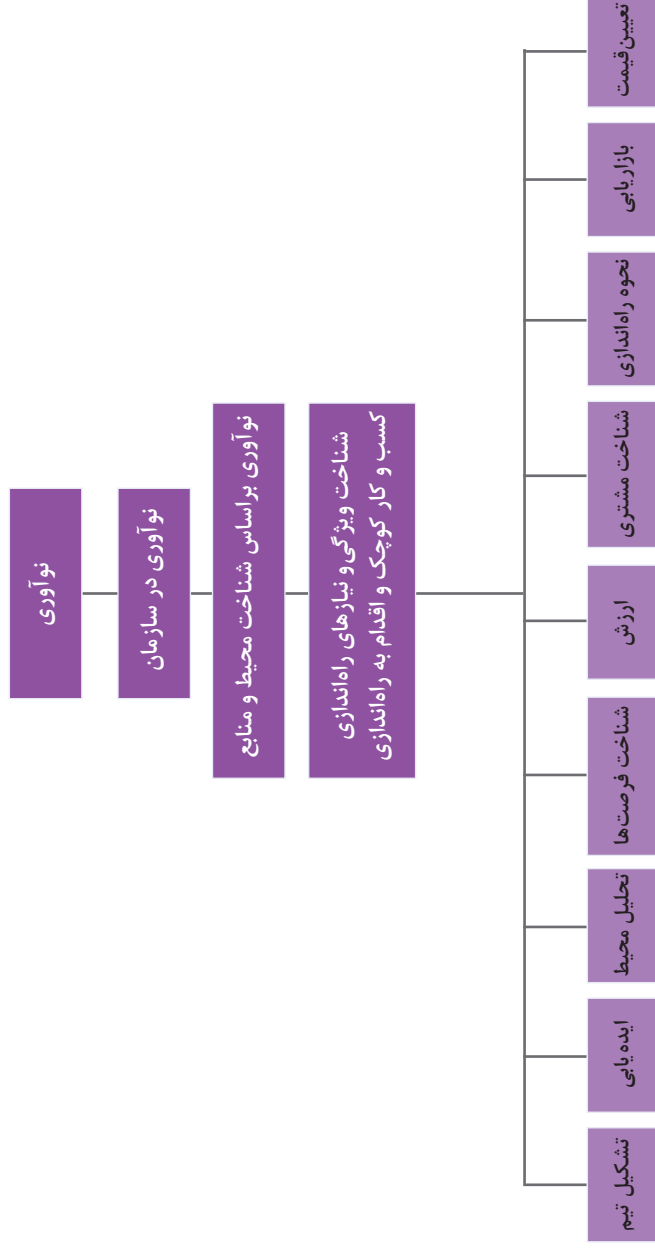 نوآوری
نوآوری در سازمان
نوآوری براساس شناخت محیط و منابع
شناخت ویژگی و نیازهای راه‌اندازی
کسب و کار کوچک و اقدام به راه‌اندازی
تعیین قیمت
بازاریابی
نحوه راه‌اندازی
شناخت مشتری
ارزش
شناخت فرصت‌ها
تحلیل محیط
ایده یابی
تشکیل تیم